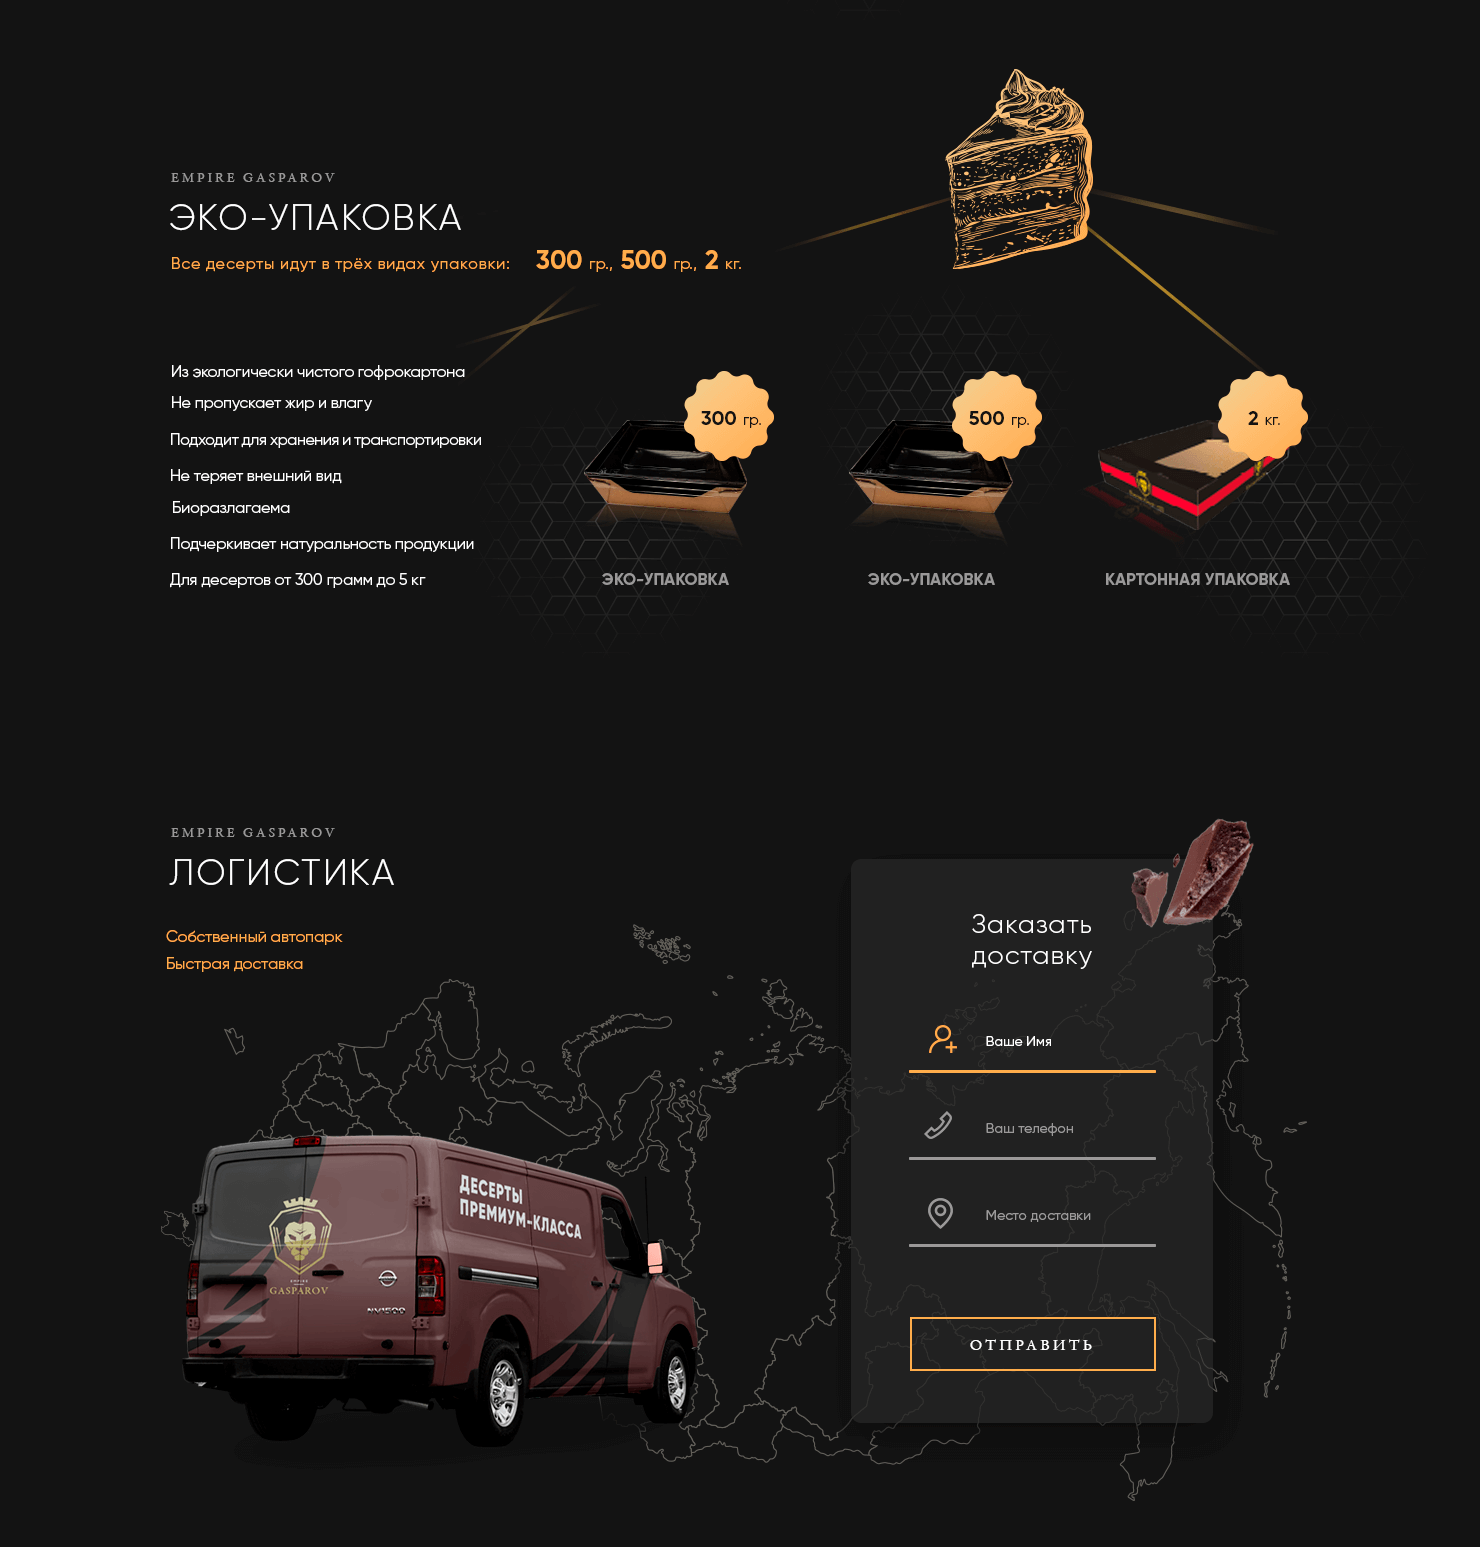 EMPIRE GASPAROV
ЭКО-УПАКОВКА
Все десерты идут в трёх видах упаковки: 300 гр., 500 гр., 2 кг.
Из экологически чистого гофрокартона
Не пропускает жир и влагу
Подходит для хранения и транспортировки
Не теряет внешний вид
Биоразлагаема
Подчеркивает натуральность продукции
Для десертов от 300 грамм до 5 кг
300 гр.
500 гр.
2 кг.
ЭКО-УПАКОВКА
ЭКО-УПАКОВКА
КАРТОННАЯ УПАКОВКА
EMPIRE GASPAROV
ЛОГИСТИКА
Собственный автопарк
Быстрая доставка
ДЕСЕРТЫ
ПРЕМИУМ-КЛАССА
EMPIRE
GASPAROV
NV1500
Заказать
доставку
Ваше Имя
Ваш телефон
Место доставки
ОТПРАВИТЬ